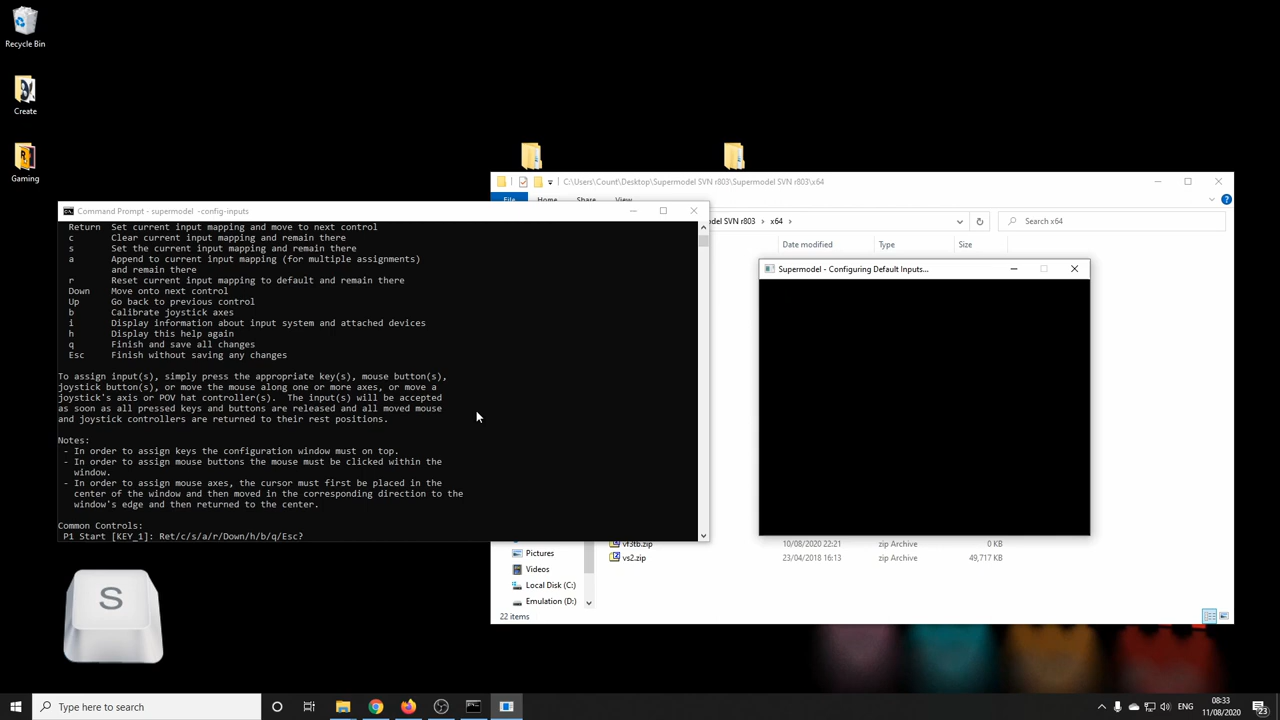 Recycle Bin
Create
Gaming
C:\Users\Count\Desktop\Supermodel SVN r803\Supermodel SVN r803\x64
File Home Share View
del SVN r803 > x64 >
Search x64
Date modified Type Size
Command Prompt - supermodel -config-inputs
Return Set current input mapping and move to next control
c Clear current input mapping and remain there
s Set the current input mapping and remain there
a Append to current input mapping (for multiple assignments)
and remain there
r Reset current input mapping to default and remain there
Down Move onto next control
Up Go back to previous control
b Calibrate joystick axes
i Display information about input system and attached devices
h Display this help again
q Finish and save all changes
Esc Finish without saving any changes
To assign input(s), simply press the appropriate key(s), mouse button(s),
joystick button(s), or move the mouse along one or more axes, or move a
joystick's axis or POV hat controller(s). The input(s) will be accepted
as soon as all pressed keys and buttons are released and all moved mouse
and joystick controllers are returned to their rest positions.
Notes:
- In order to assign keys the configuration window must on top.
- In order to assign mouse buttons the mouse must be clicked within the
window.
- In order to assign mouse axes, the cursor must first be placed in the
center of the window and then moved in the corresponding direction to the
window's edge and then returned to the center.
Common Controls:
P1 Start [KEY_1]: Ret/c/s/a/r/Down/h/b/q/Esc?
Supermodel - Configuring Default Inputs...
vf3tb.zip 10/08/2020 22:21 zip Archive 0 KB
vs2.zip 23/04/2018 16:13 zip Archive 49,717 KB
Pictures
Videos
Local Disk (C:)
Emulation (D:)
22 items
S
Type here to search
ENG
08:33
11/08/2020
23